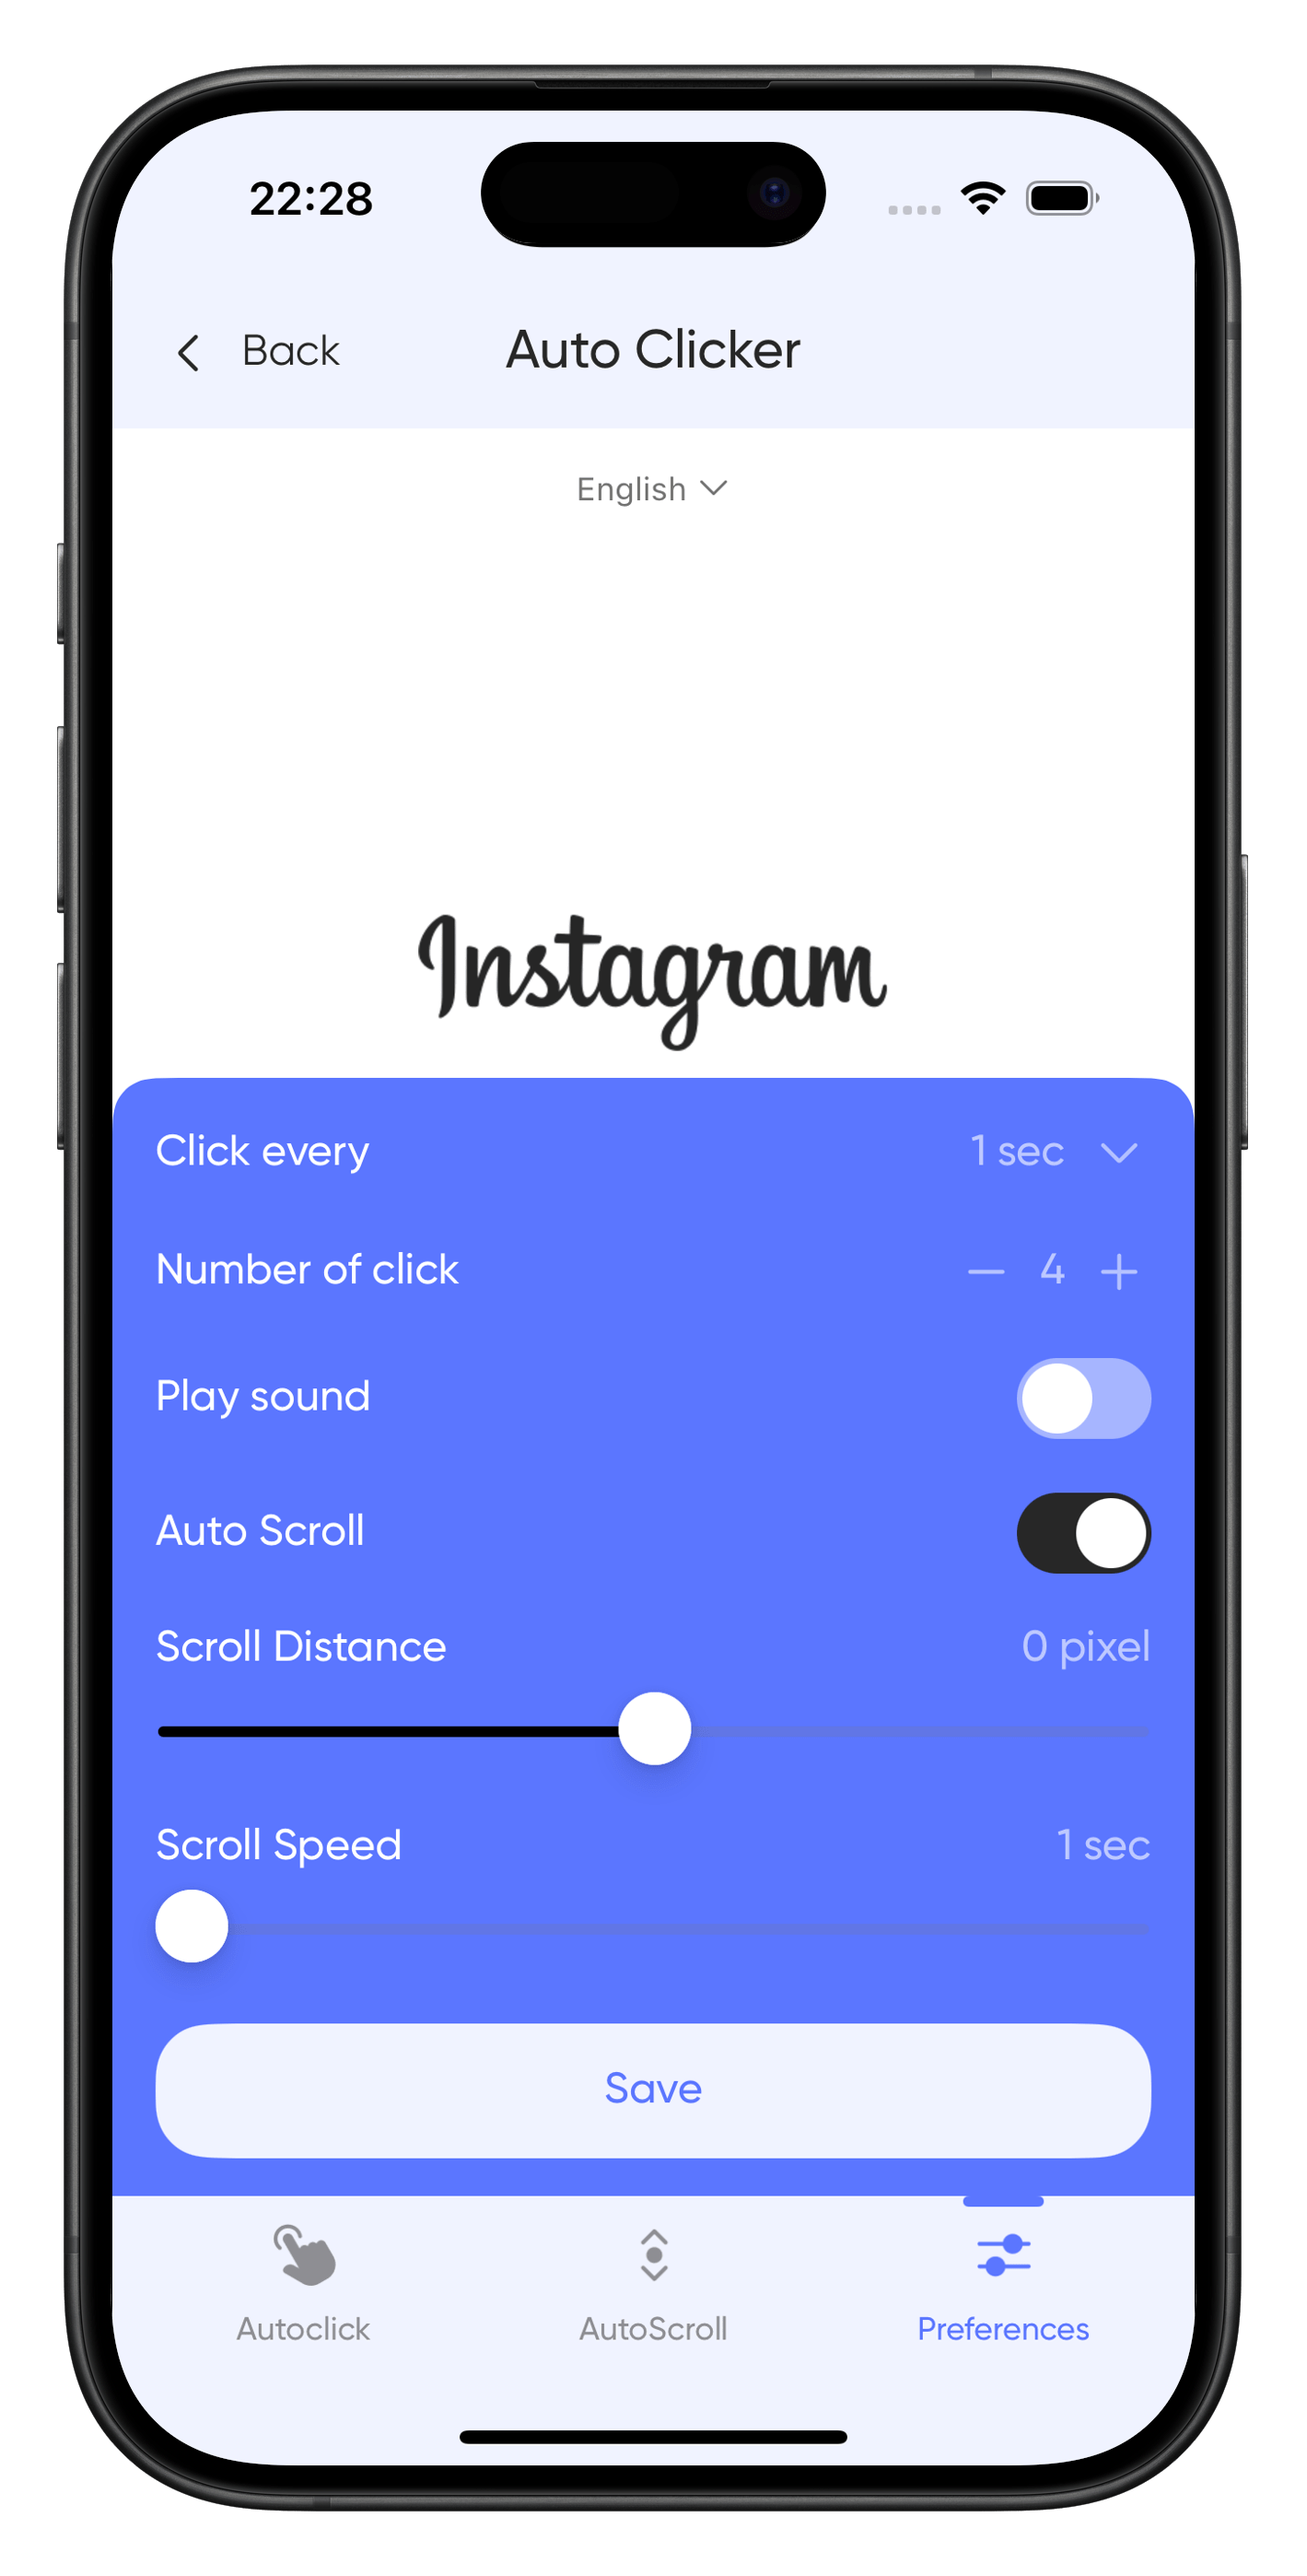 22:28
Back
Auto Clicker
English
Instagram
Click every
1 sec
Number of click
4
Play sound
Auto Scroll
Scroll Distance
0 pixel
Scroll Speed
1 sec
Save
Autoclick
AutoScroll
Preferences